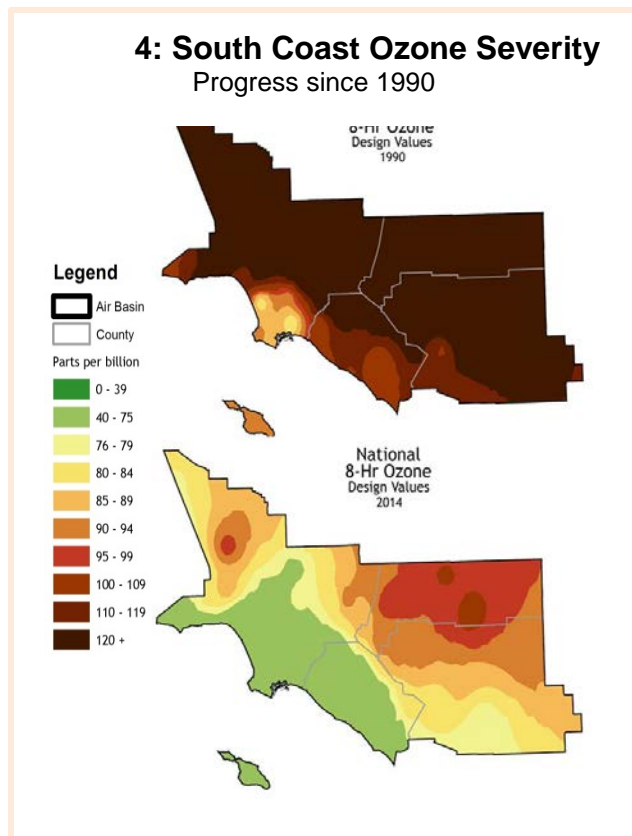 4: South Coast Ozone Severity
Progress since 1990
8-Hr Ozone
Design Values
1990
Legend
Air Basin
County
Parts per billion
0 - 39
40 - 75
76 - 79
80 - 84
85 - 89
90 - 94
95 - 99
100 - 109
110 - 119
120 +
National
8-Hr Ozone
Design Values
2014